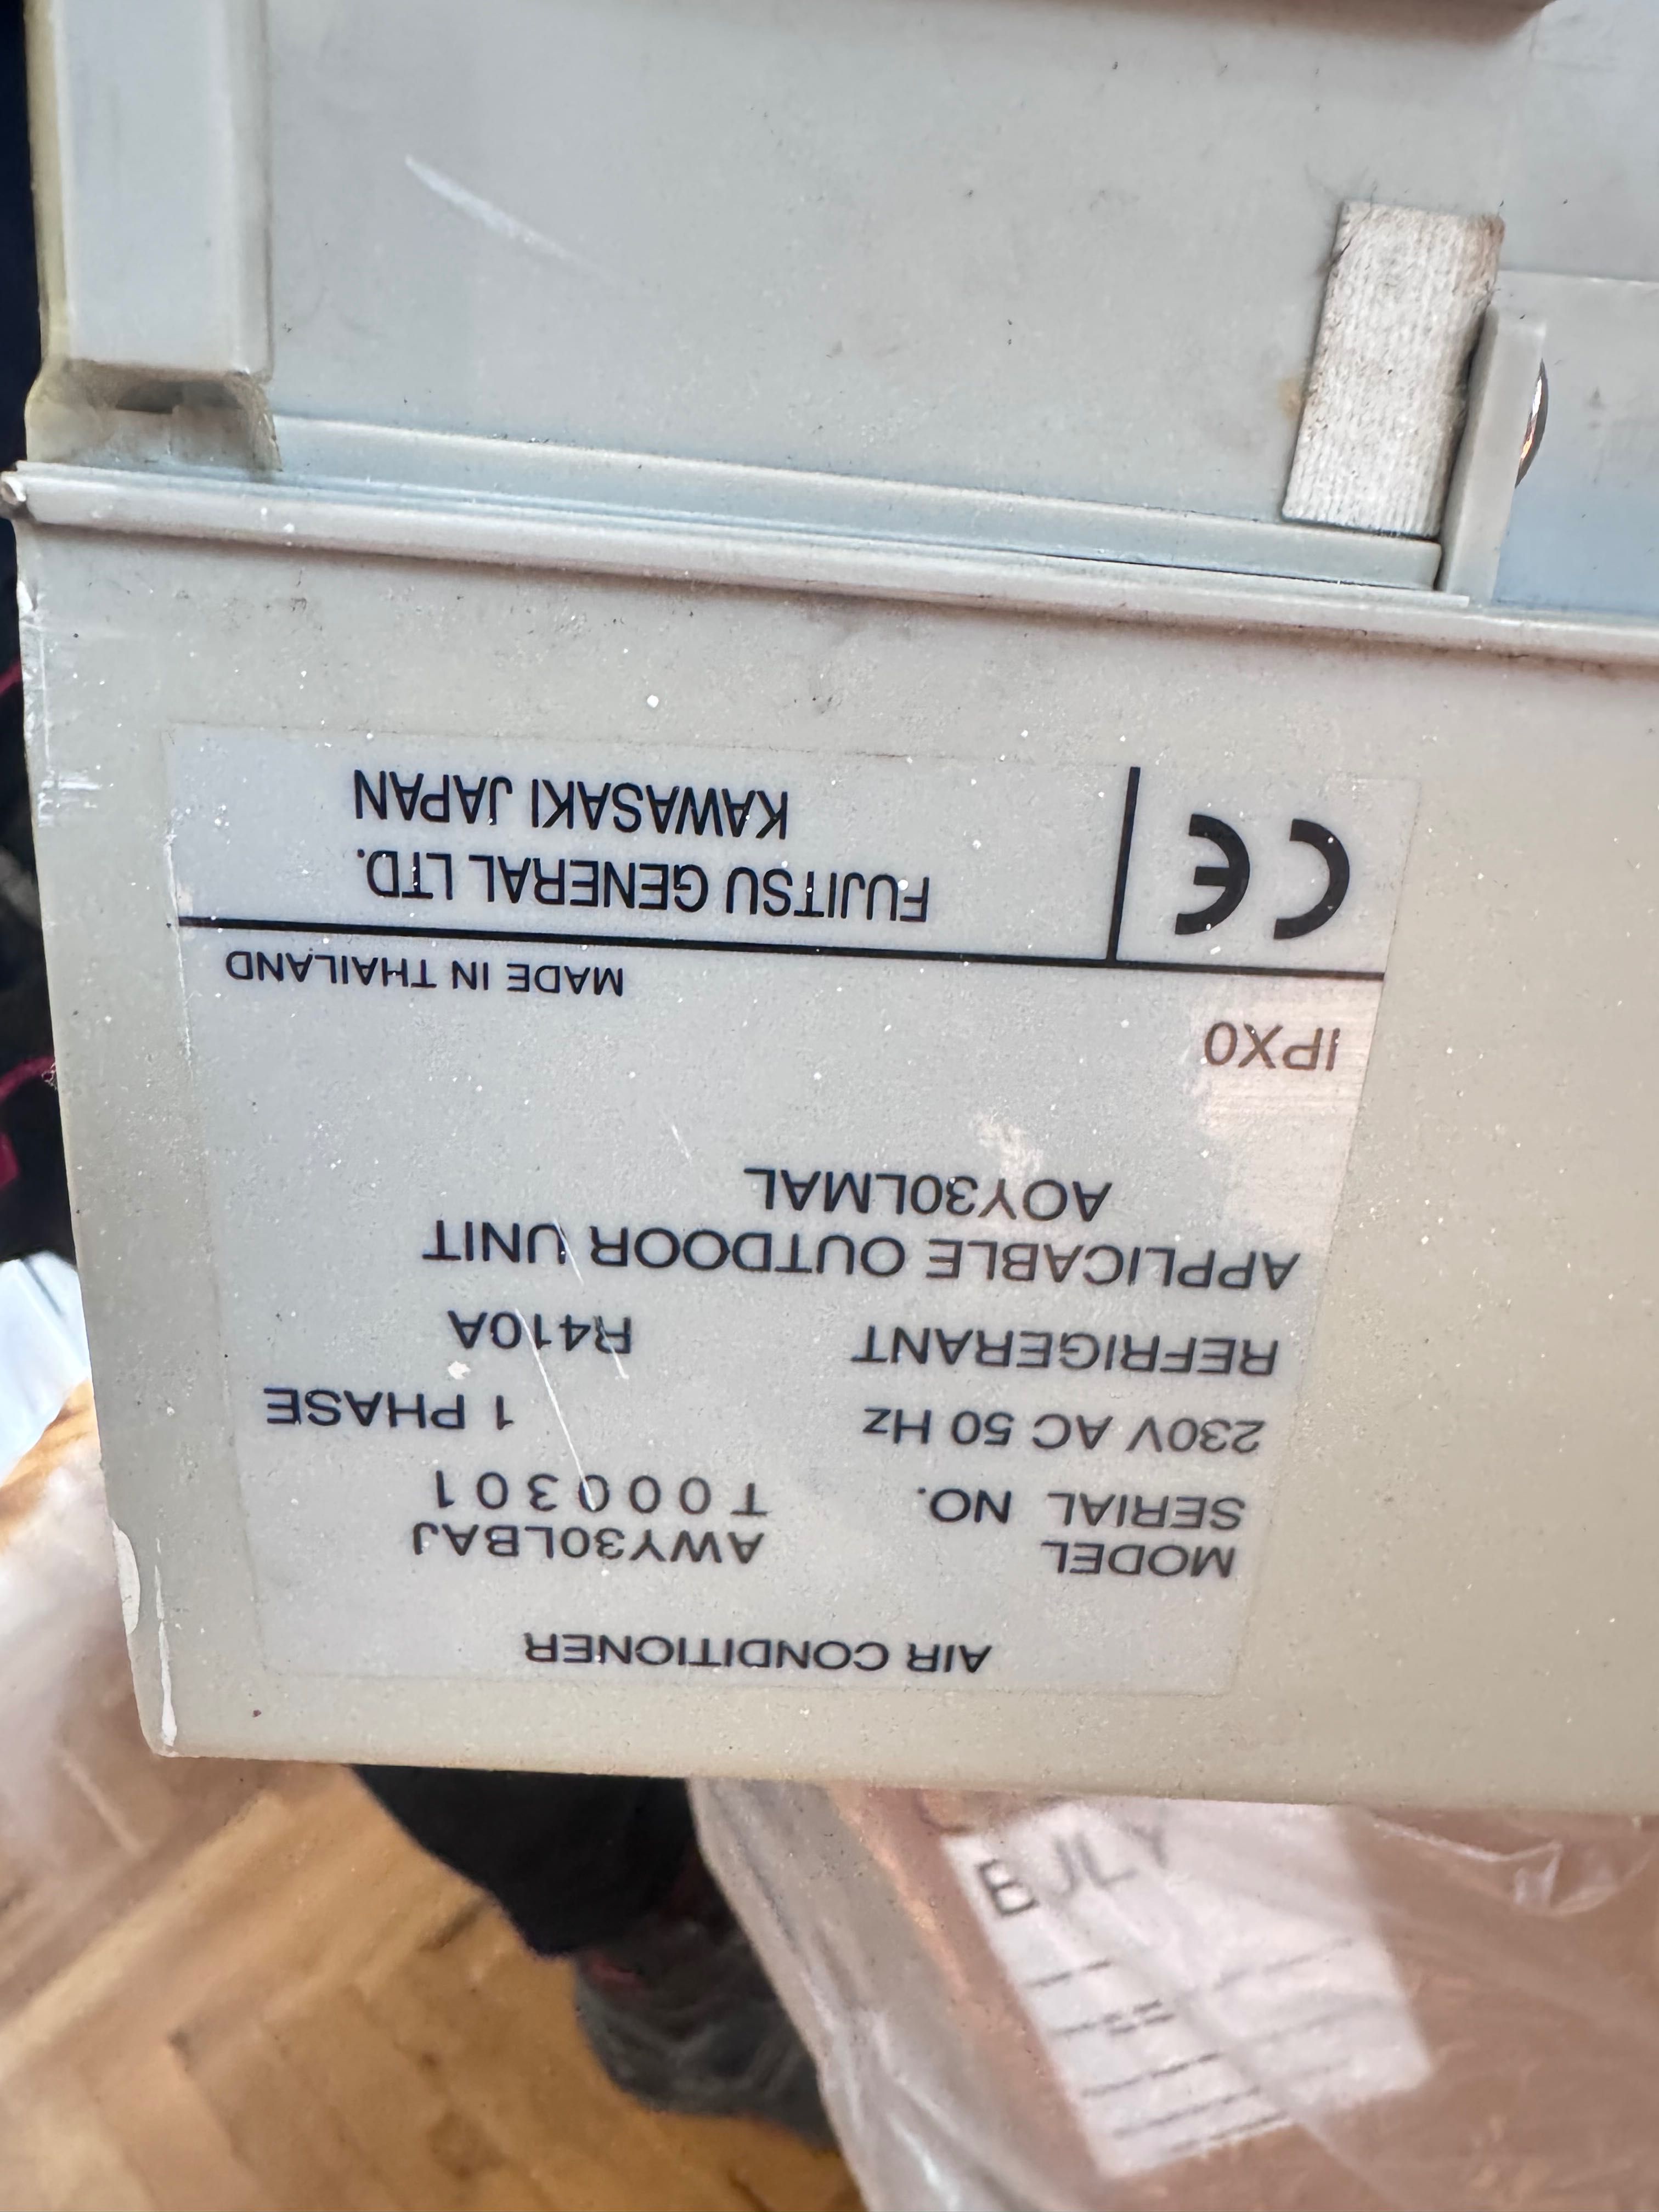 AIR CONDITIONER
MODEL AWY30LBAJ
SERIAL NO. T000301
230V AC 50 Hz 1 PHASE
REFRIGERANT R410A
APPLICABLE OUTDOOR UNIT
AOY30LMAL
IPX0
MADE IN THAILAND
CE FUJITSU GENERAL LTD.
KAWASAKI JAPAN